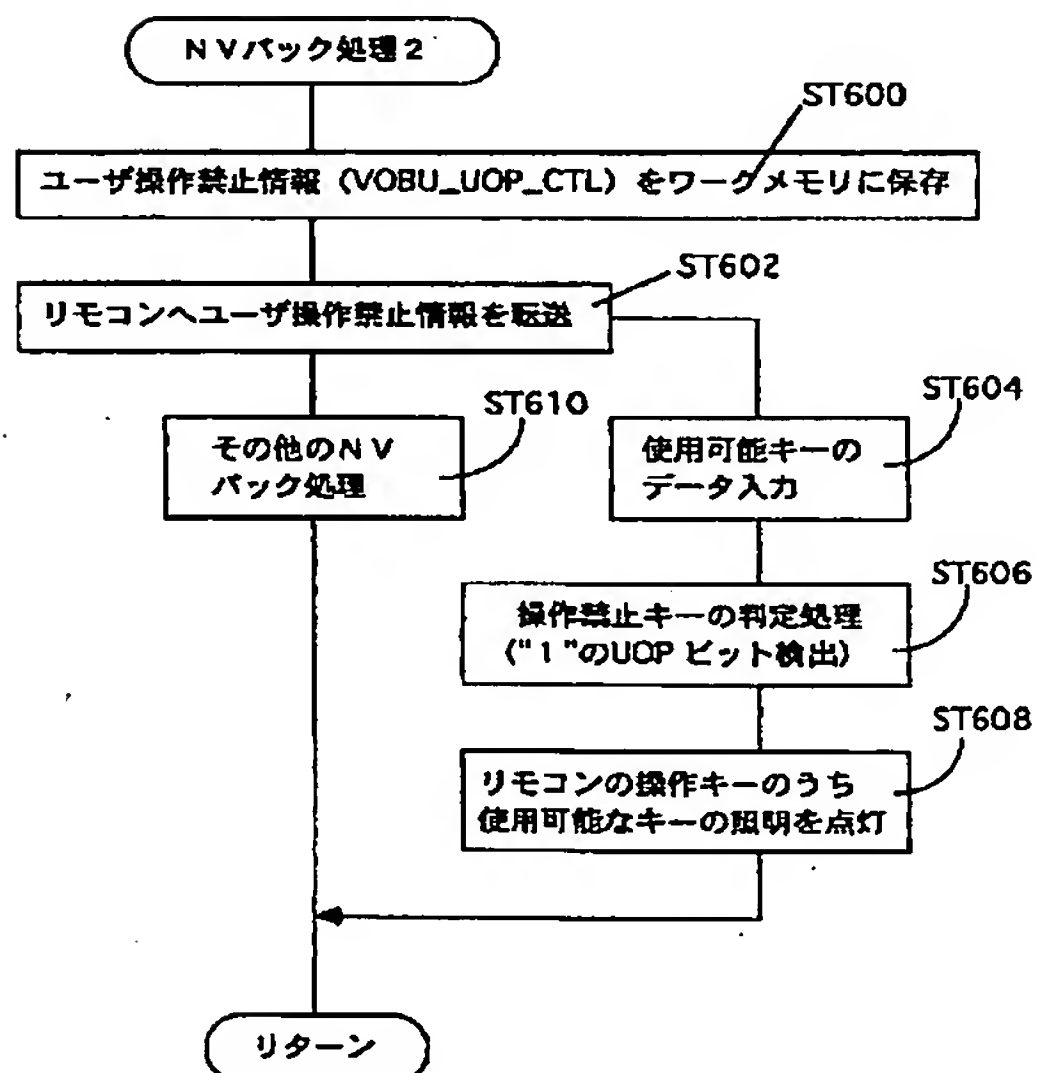 NVパック処理2
ST600
ユーザ操作禁止情報（VOBU_UOP_CTL）をワークメモリに保存
ST602
リモコンへユーザ操作禁止情報を転送
ST610
その他のNV
パック処理
ST604
使用可能キーの
データ入力
ST606
操作禁止キーの判定処理
("1"のUOP ビット検出)
ST608
リモコンの操作キーのうち
使用可能なキーの照明を点灯
リターン